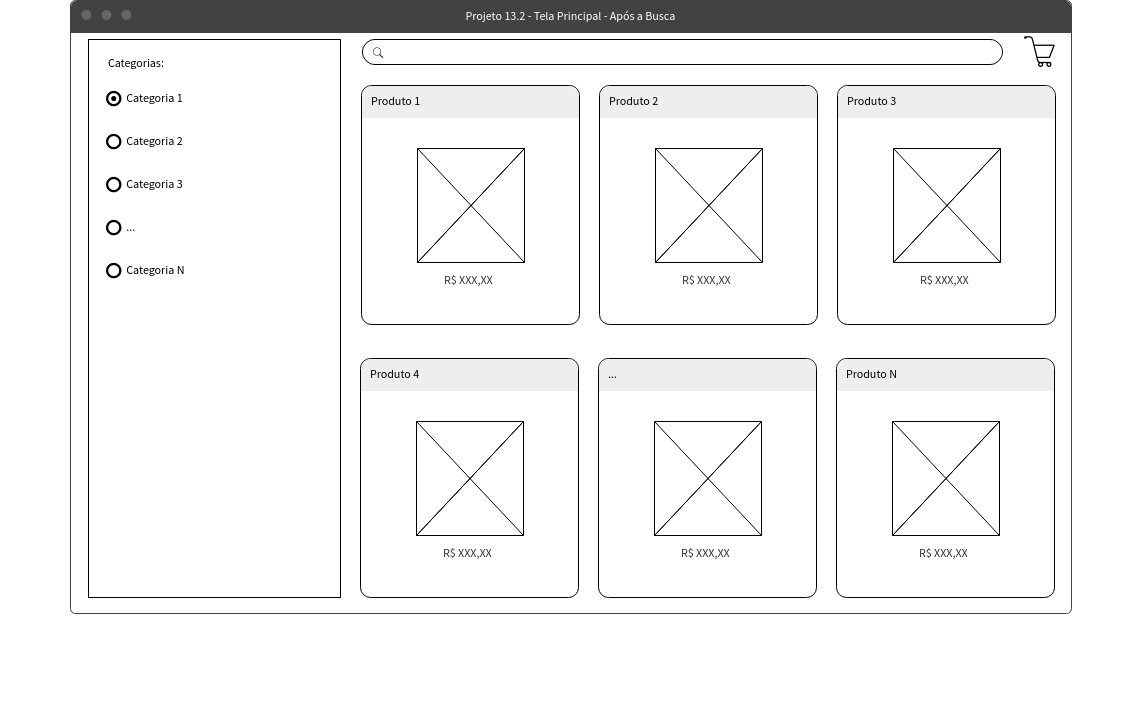 Projeto 13.2 - Tela Principal - Após a Busca
Categorias:
Categoria 1
Categoria 2
Categoria 3
...
Categoria N
Produto 1
R$ XXX,XX
Produto 2
R$ XXX,XX
Produto 3
R$ XXX,XX
Produto 4
R$ XXX,XX
...
R$ XXX,XX
Produto N
R$ XXX,XX